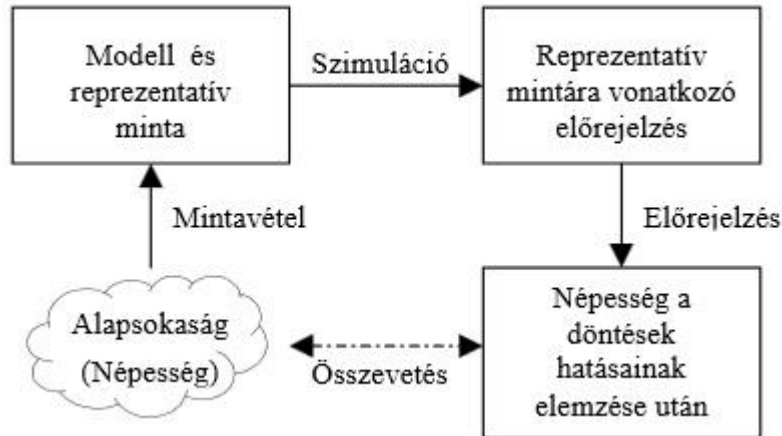 Modell és
reprezentatív
minta
Szimuláció
Reprezentatív
mintára vonatkozó
előrejelzés
Mintavétel
Előrejelzés
Alapsokaság
(Népesség)
Összevetés
Népesség a
döntések
hatásainak
elemzése után